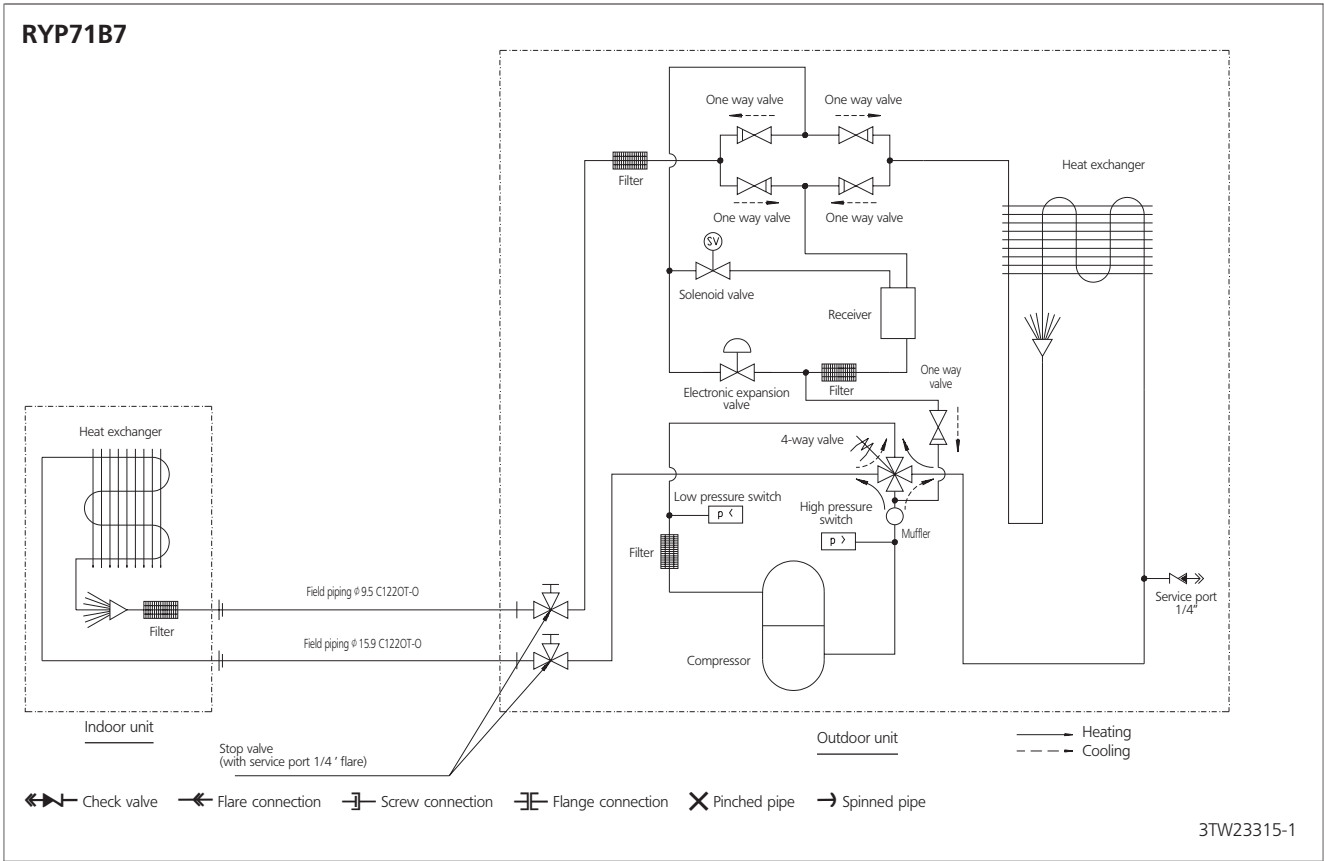 RYP71B7
One way valve
One way valve
Filter
One way valve
One way valve
Heat exchanger
SV
Solenoid valve
Receiver
Electronic expansion
valve
Filter
One way
valve
4-way valve
Heat exchanger
Low pressure switch
p <
High pressure
switch
p >
Muffler
Filter
Field piping φ 9.5 C122OT-O
Filter
Field piping φ 15.9 C122OT-O
Compressor
Service port
1/4"
Indoor unit
Outdoor unit
Heating
Cooling
Stop valve
(with service port 1/4 ' flare)
Check valve
Flare connection
Screw connection
Flange connection
Pinched pipe
Spinned pipe
3TW23315-1